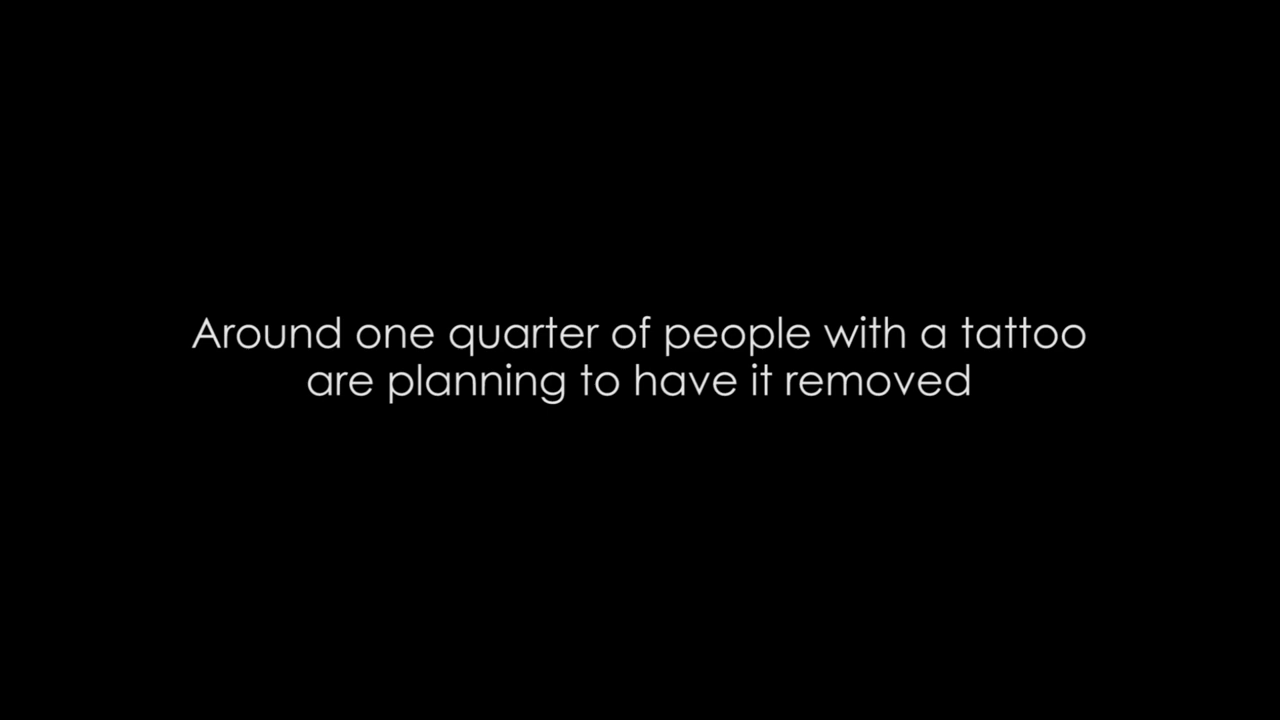 Around one quarter of people with a tattoo
are planning to have it removed